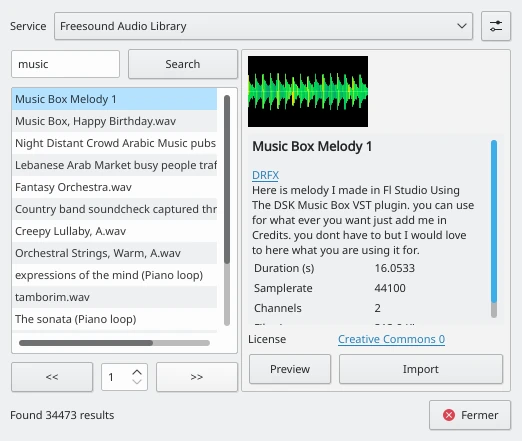 Service Freesound Audio Library
music Search
Music Box Melody 1
Music Box, Happy Birthday.wav
Night Distant Crowd Arabic Music pubs
Lebanese Arab Market busy people traf
Fantasy Orchestra.wav
Country band soundcheck captured thr
Creepy Lullaby, A.wav
Orchestral Strings, Warm, A.wav
expressions of the mind (Piano loop)
tamborim.wav
The sonata (Piano loop)
<< 1 >>
Found 34473 results
Music Box Melody 1
DRFX
Here is melody I made in Fl Studio Using
The DSK Music Box VST plugin. you can use
for what ever you want just add me in
Credits. you dont have to but I would love
to here what you are using it for.
Duration (s) 16.0533
Samplerate 44100
Channels 2
License Creative Commons 0
Preview Import
Fermer